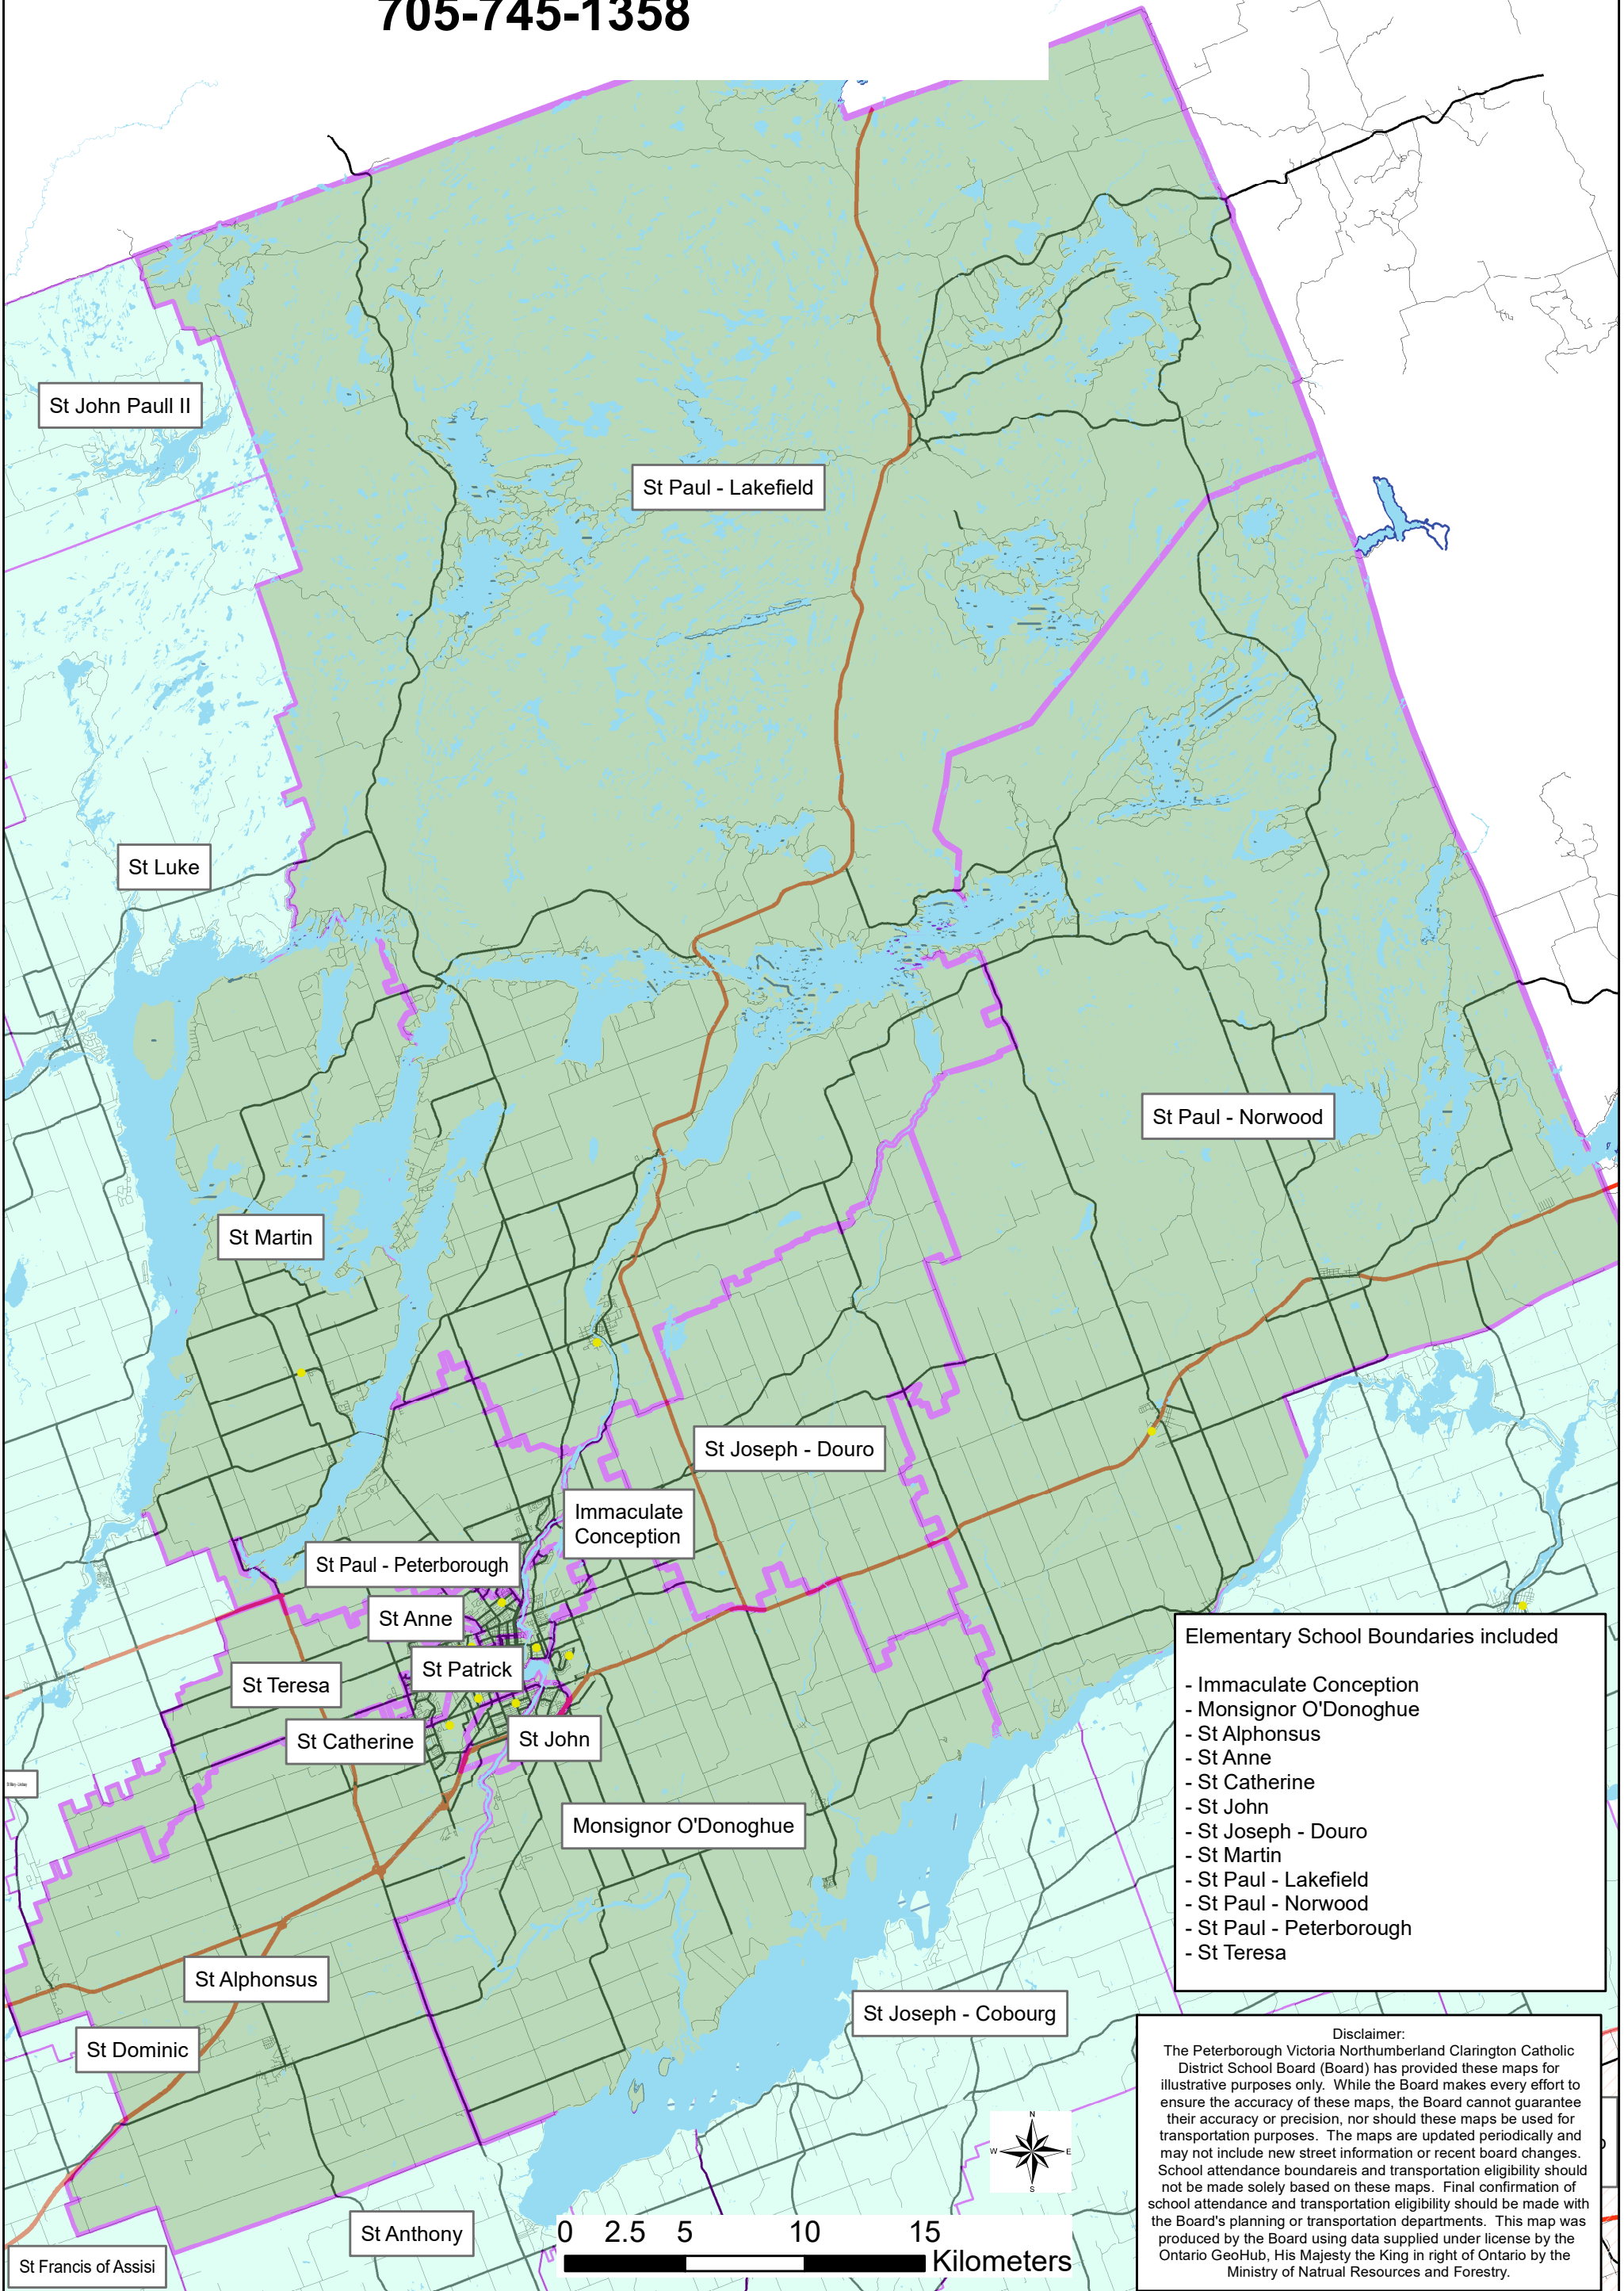 705-745-1358
St John Paull II
St Paul - Lakefield
St Luke
St Paul - Norwood
St Martin
St Joseph - Douro
Immaculate
Conception
St Paul - Peterborough
St Anne
St Patrick
St Teresa
St Catherine
St John
Monsignor O'Donoghue
St Alphonsus
St Joseph - Cobourg
St Dominic
St Anthony
St Francis of Assisi
Elementary School Boundaries included
- Immaculate Conception
- Monsignor O'Donoghue
- St Alphonsus
- St Anne
- St Catherine
- St John
- St Joseph - Douro
- St Martin
- St Paul - Lakefield
- St Paul - Norwood
- St Paul - Peterborough
- St Teresa
Disclaimer:
The Peterborough Victoria Northumberland Clarington Catholic
District School Board (Board) has provided these maps for
illustrative purposes only. While the Board makes every effort to
ensure the accuracy of these maps, the Board cannot guarantee
their accuracy or precision, nor should these maps be used for
transportation purposes. The maps are updated periodically and
may not include new street information or recent board changes.
School attendance boundareis and transportation eligibility should
not be made solely based on these maps. Final confirmation of
school attendance and transportation eligibility should be made with
the Board's planning or transportation departments. This map was
produced by the Board using data supplied under license by the
Ontario GeoHub, His Majesty the King in right of Ontario by the
Ministry of Natrual Resources and Forestry.
N
W E
S
0 2.5 5 10 15
Kilometers